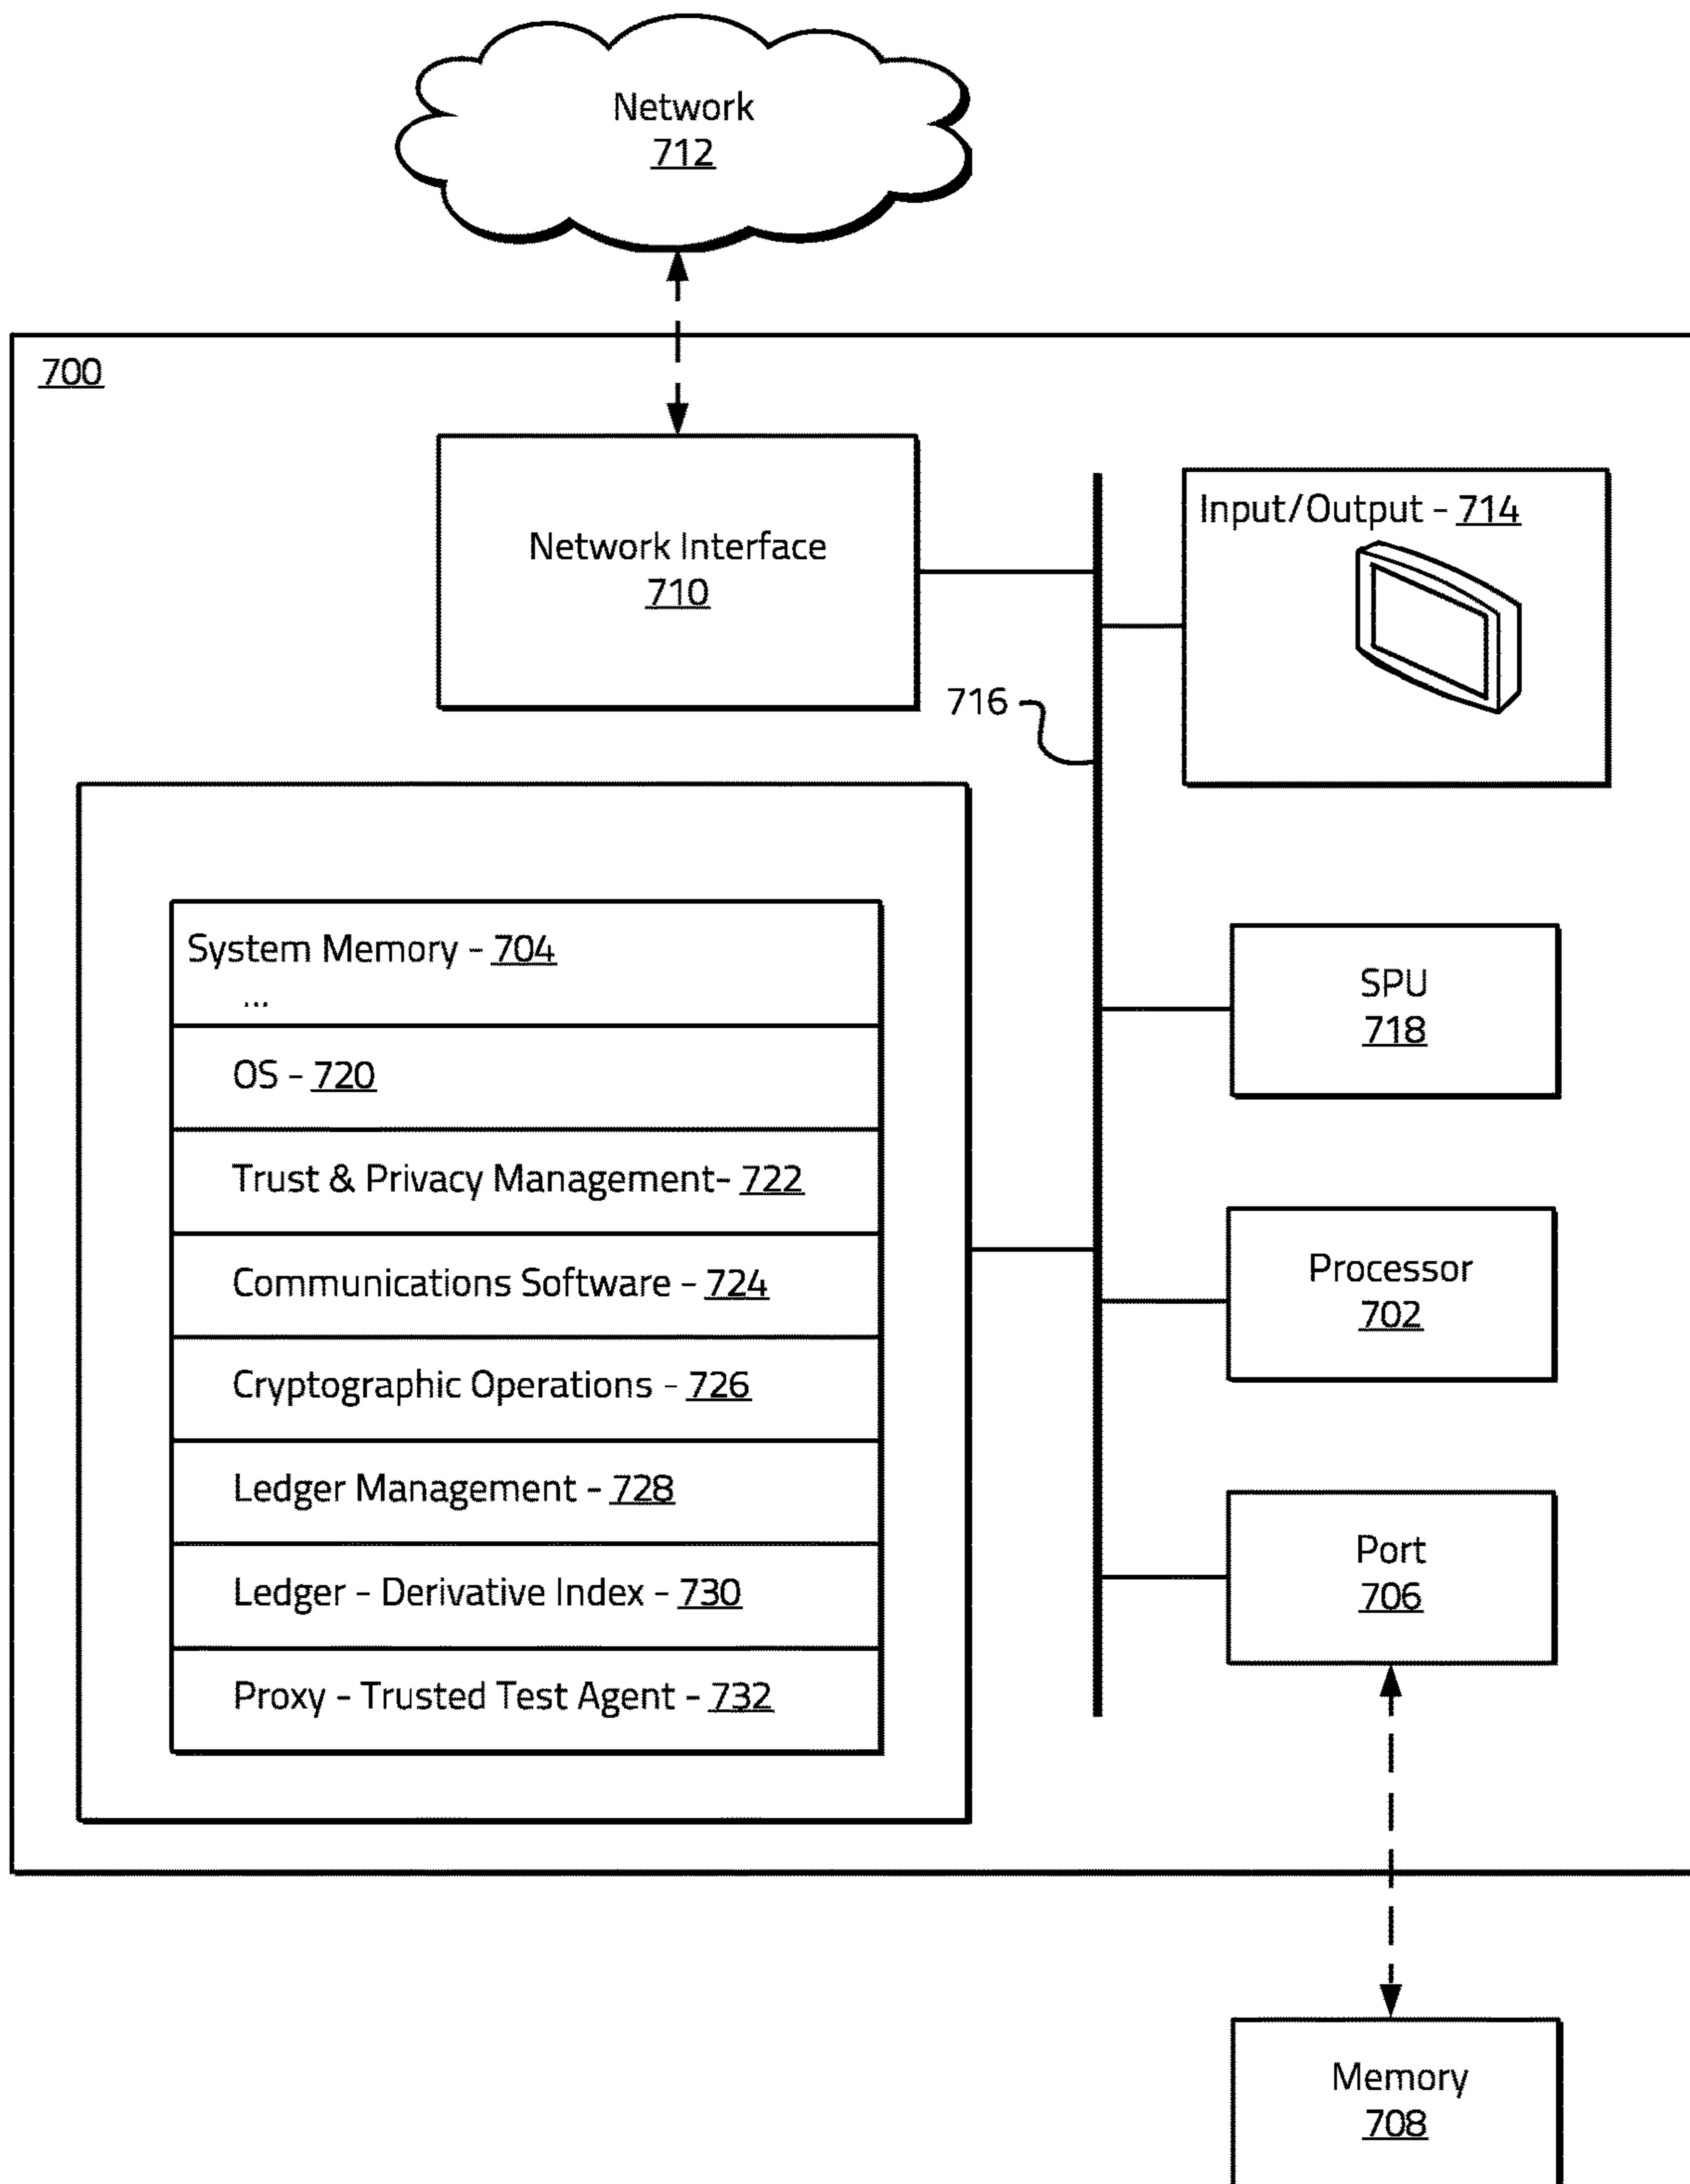 Network
712
700
Network Interface
710
Input/Output - 714
716
System Memory - 704
...
OS - 720
Trust & Privacy Management- 722
Communications Software - 724
Cryptographic Operations - 726
Ledger Management - 728
Ledger - Derivative Index - 730
Proxy - Trusted Test Agent - 732
SPU
718
Processor
702
Port
706
Memory
708